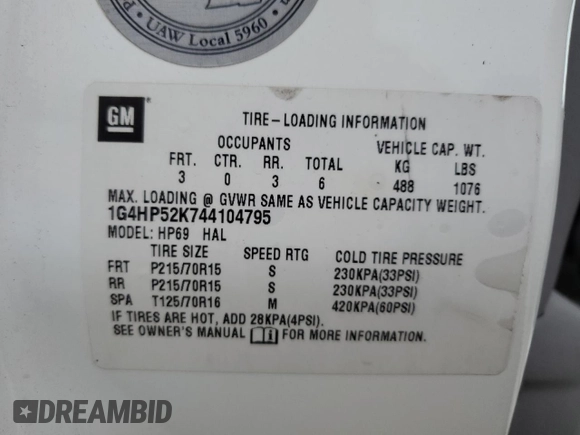 UAW Local 5960
GM ®
TIRE-LOADING INFORMATION
OCCUPANTS VEHICLE CAP. WT.
FRT. CTR. RR. TOTAL KG LBS
3 0 3 6 488 1076
MAX. LOADING @ GVWR SAME AS VEHICLE CAPACITY WEIGHT.
1G4HP52K744104795
MODEL: HP69 HAL
TIRE SIZE SPEED RTG COLD TIRE PRESSURE
FRT P215/70R15 S 230KPA(33PSI)
RR P215/70R15 S 230KPA(33PSI)
SPA T125/70R16 M 420KPA(60PSI)
IF TIRES ARE HOT, ADD 28KPA(4PSI).
SEE OWNER'S MANUAL FOR MORE INFORMATION.
DREAMBID